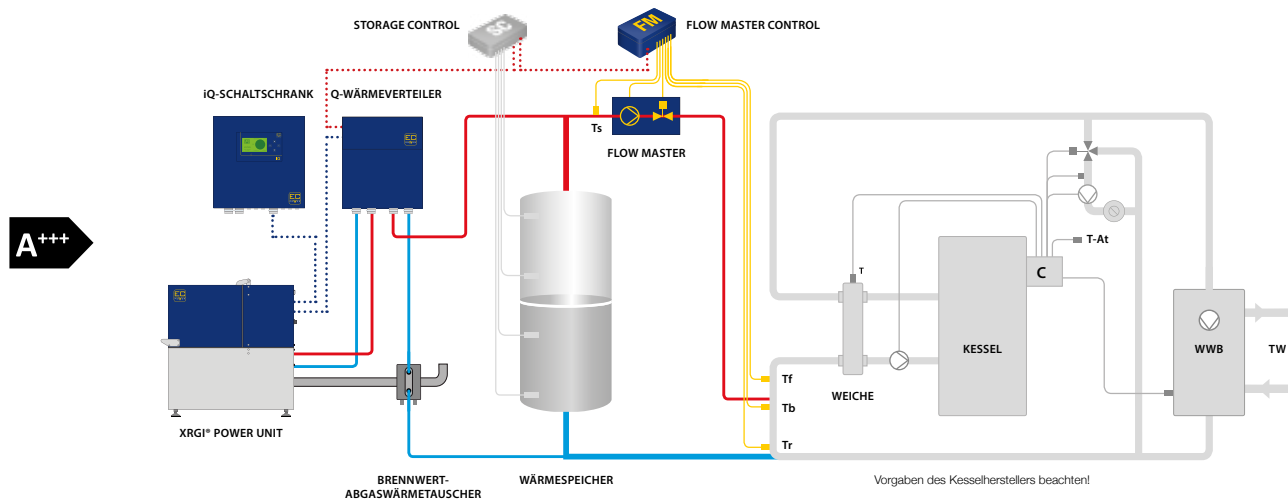 STORAGE CONTROL
SC
FM
FLOW MASTER CONTROL
iQ-SCHALTSCHRANK
Q-WÄRMEVERTEILER
EC
EC
Ts
FLOW MASTER
A+++
T-At
T
C
EC
KESSEL
WWB
TW
Tf
WEICHE
Tb
XRGI® POWER UNIT
Tr
BRENNWERT-
ABGASWÄRMETAUSCHER
WÄRMESPEICHER
Vorgaben des Kesselherstellers beachten!